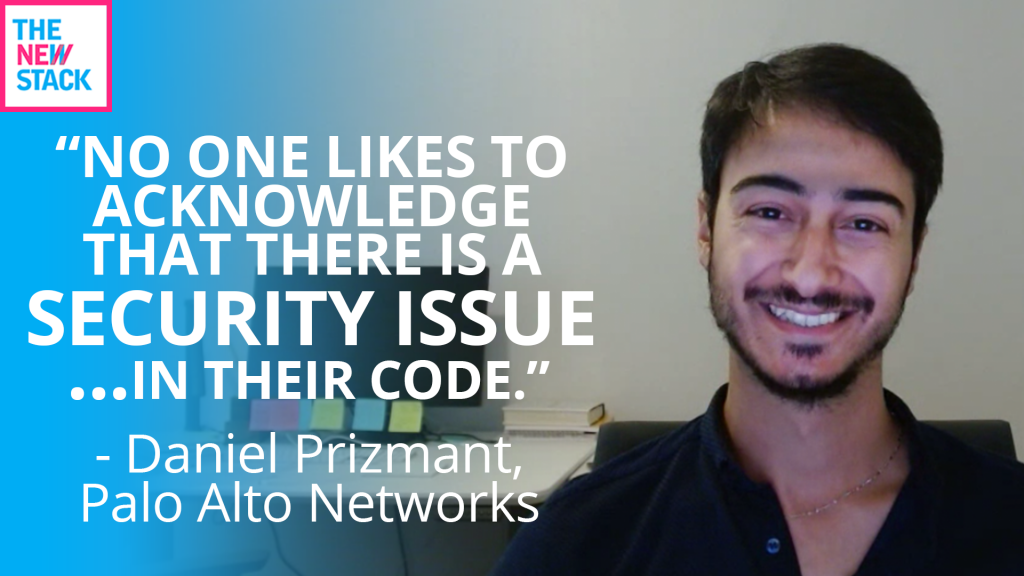 THE
NEW
STACK
“NO ONE LIKES TO
ACKNOWLEDGE
THAT THERE IS A
SECURITY ISSUE
...IN THEIR CODE.”
- Daniel Prizmant,
Palo Alto Networks